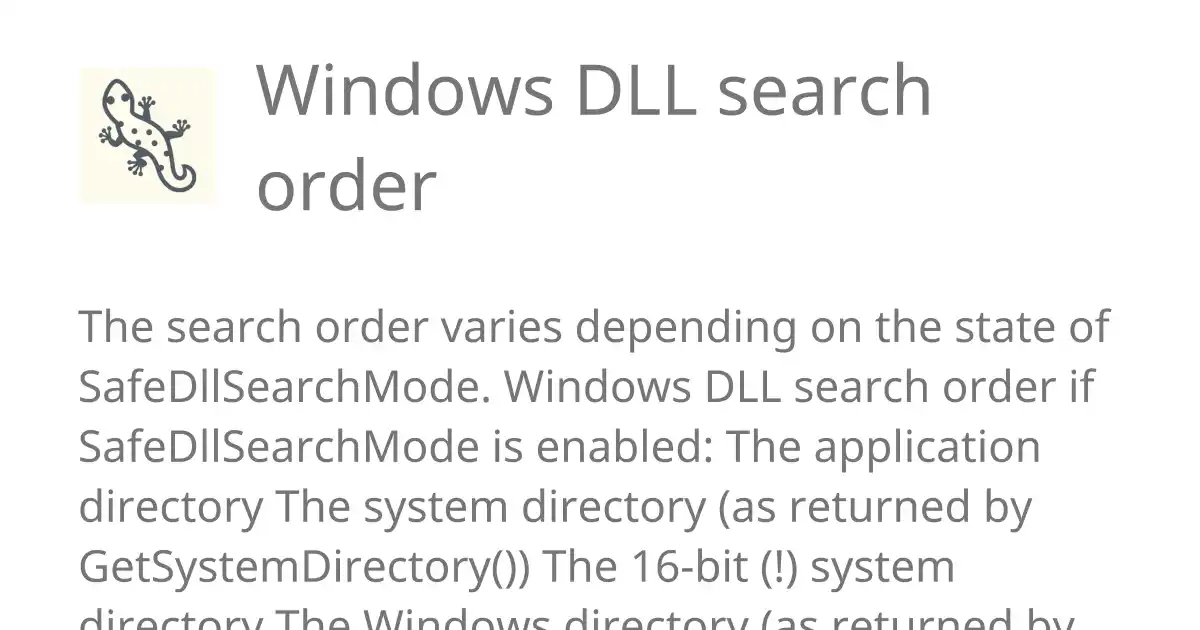 Windows DLL search
order
The search order varies depending on the state of
SafeDllSearchMode. Windows DLL search order if
SafeDllSearchMode is enabled: The application
directory The system directory (as returned by
GetSystemDirectory()) The 16-bit (!) system
directory The Windows directory (as returned by